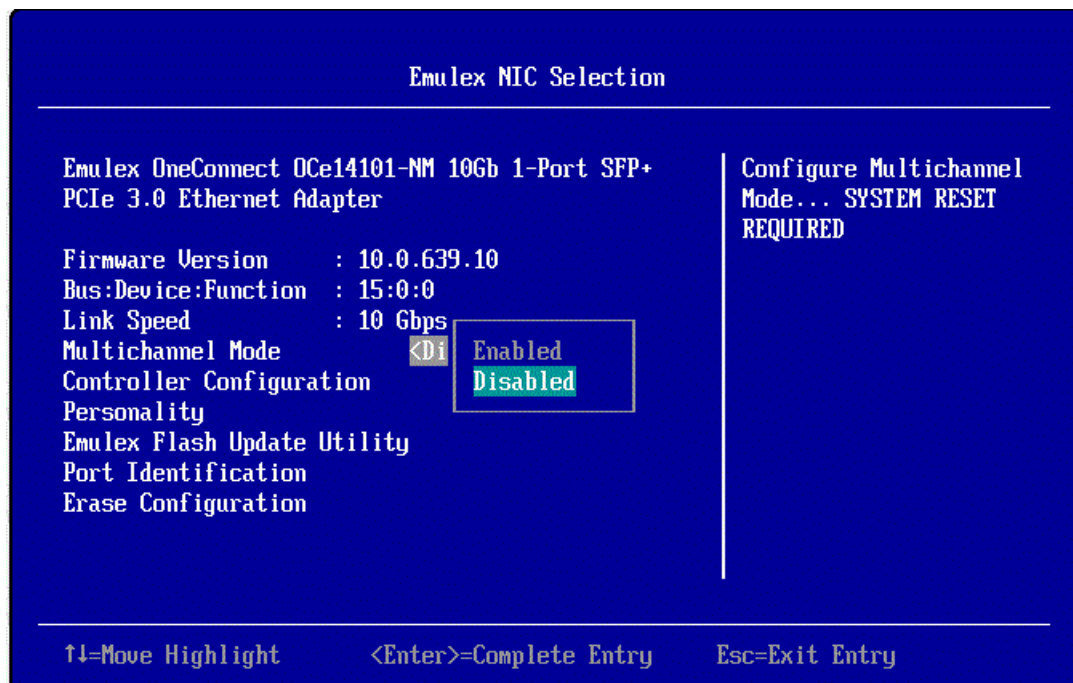 Emulex NIC Selection
Emulex OneConnect OCe14101-NM 10Gb 1-Port SFP+
PCIe 3.0 Ethernet Adapter
Firmware Version : 10.0.639.10
Bus:Device:Function : 15:0:0
Link Speed : 10 Gbps
Multichannel Mode <Di
Controller Configuration
Personality
Emulex Flash Update Utility
Port Identification
Erase Configuration
Enabled
Disabled
Configure Multichannel
Mode... SYSTEM RESET
REQUIRED
↑↓=Move Highlight <Enter>=Complete Entry Esc=Exit Entry